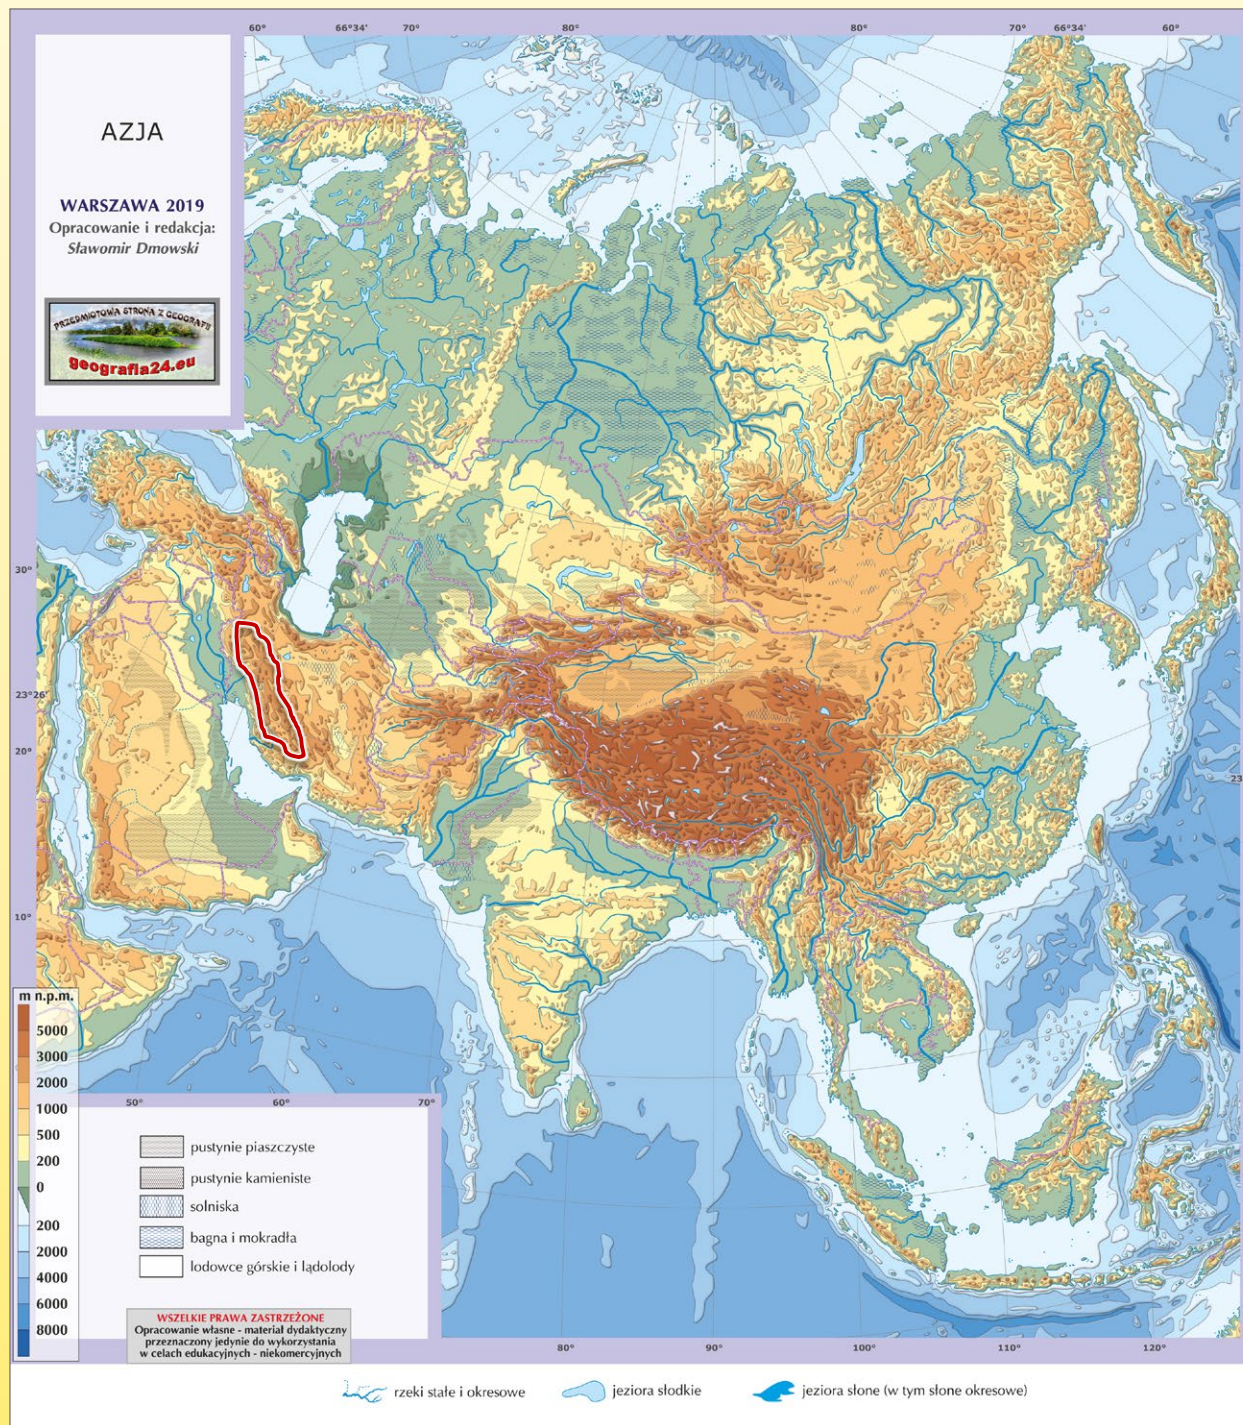 60° 66°34' 70° 80° 80° 70° 66°34' 60°
AZJA
WARSZAWA 2019
Opracowanie i redakcja:
Sławomir Dmowski
PRZEDMIOTOWA STRONA Z GEOGRAFII
geografia24.eu
30°
23°26'
20°
23
10°
m n.p.m.
5000
3000
2000
1000
500
200
0
200
2000
4000
6000
8000
50° 60° 70°
pustynie piaszczyste
pustynie kamieniste
solniska
bagna i mokradła
lodowce górskie i lądolody
WSZELKIE PRAWA ZASTRZEŻONE
Opracowanie własne - materiał dydaktyczny
przeznaczony jedynie do wykorzystania
w celach edukacyjnych - niekomercyjnych
80° 90° 100° 110° 120°
rzeki stałe i okresowe
jeziora słodkie
jeziora słone (w tym słone okresowe)